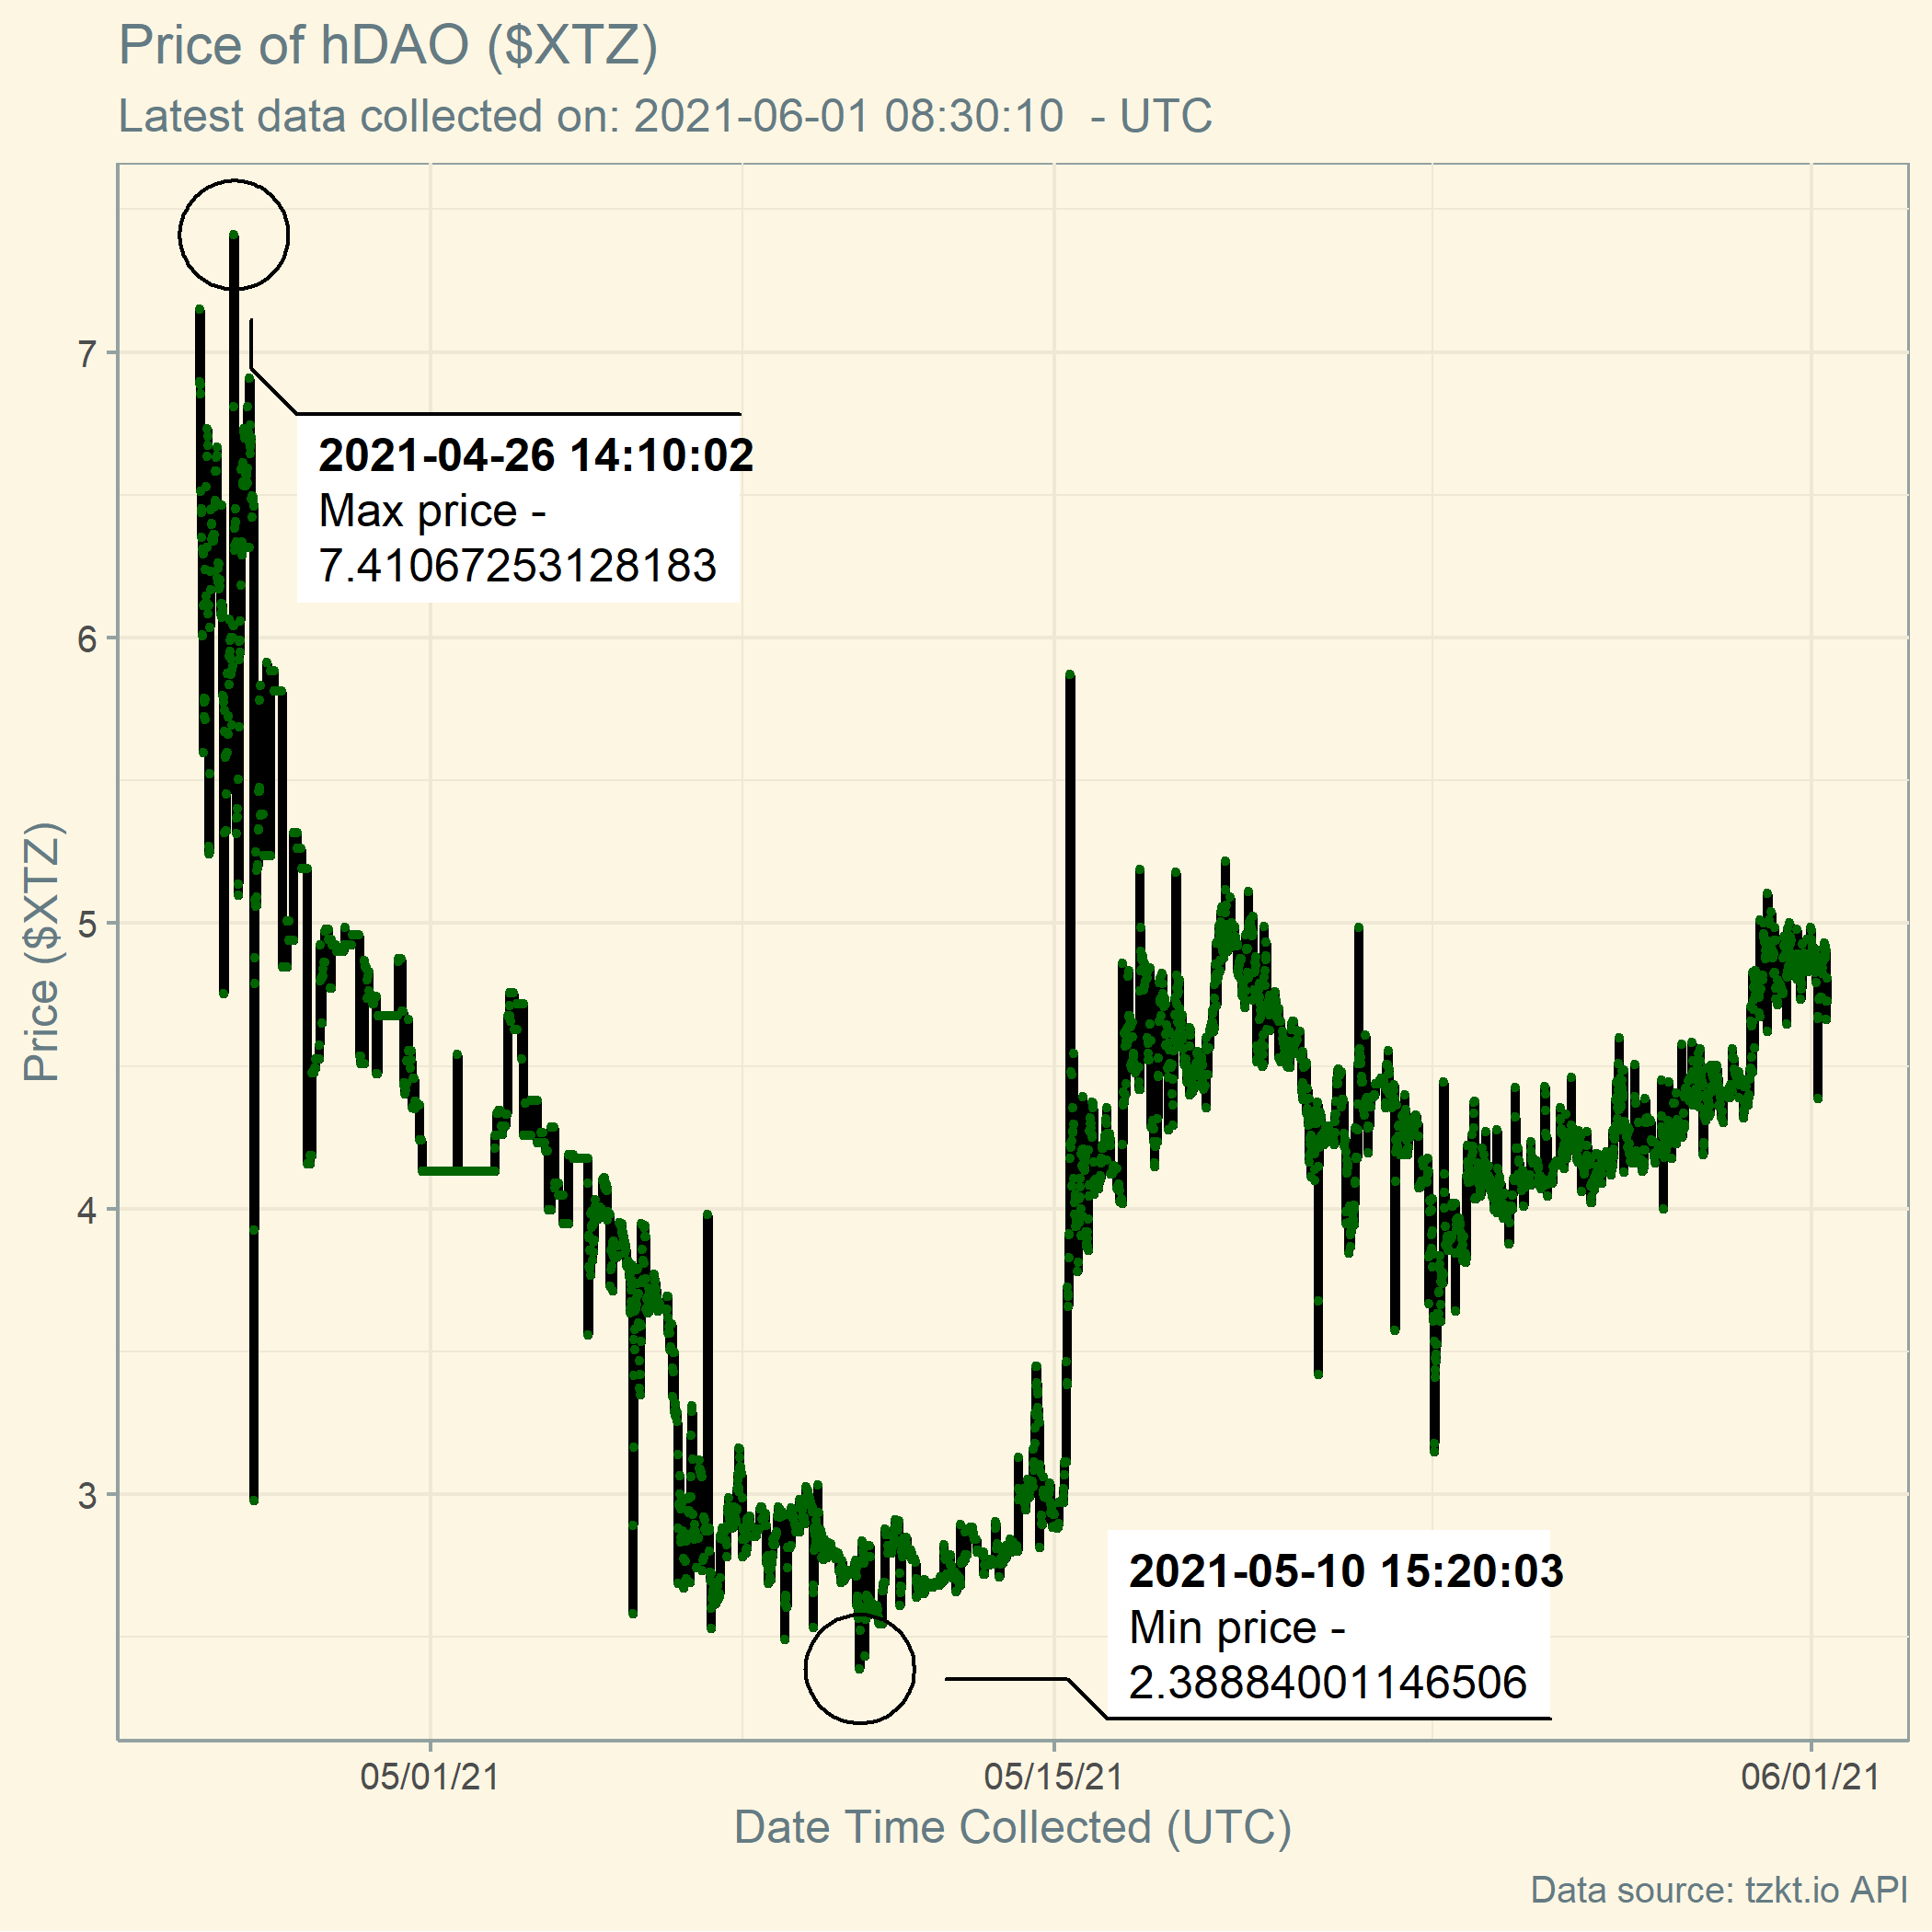 Price of hDAO ($XTZ)
Latest data collected on: 2021-06-01 08:30:10  - UTC
7
6
5
4
3
Price ($XTZ)
2021-04-26 14:10:02
Max price -
7.41067253128183
2021-05-10 15:20:03
Min price -
2.38884001146506
05/01/21
05/15/21
06/01/21
Date Time Collected (UTC)
Data source: tzkt.io API